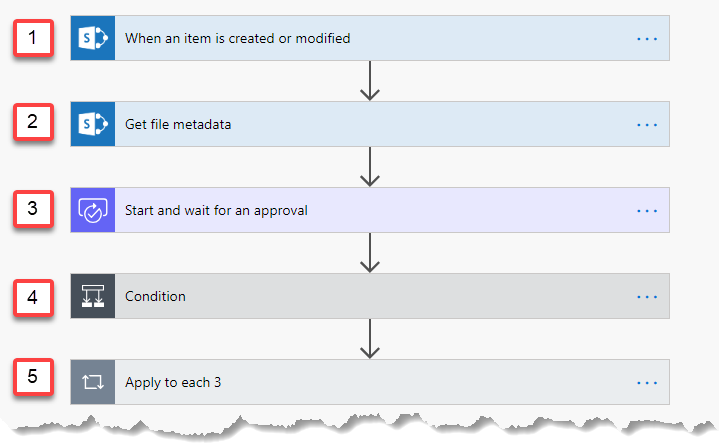 1
When an item is created or modified
...
2
Get file metadata
...
3
Start and wait for an approval
...
4
Condition
...
5
Apply to each 3
...